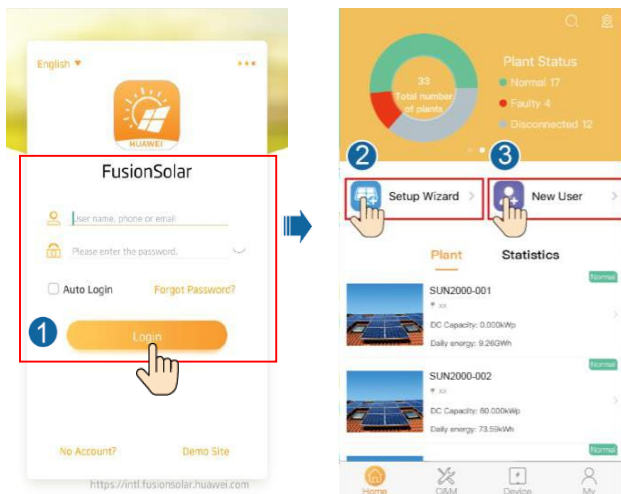 English ▼
HUAWEI
FusionSolar
User name, phone or email
Please enter the password.
Auto Login
Forgot Password?
1
Login
No Account?
Demo Site
https://intl.fusionsolar.huawei.com
33
Total number
of plants
Plant Status
Normal 17
Faulty 4
Disconnected 12
2
3
Setup Wizard
New User
Plant
Statistics
Normal
SUN2000-001
xx
DC Capacity: 0.000kWp
Daily energy: 9.26GWh
Normal
SUN2000-002
xx
DC Capacity: 60.000kWp
Daily energy: 73.59kWh
Normal
Home
O&M
Device
My